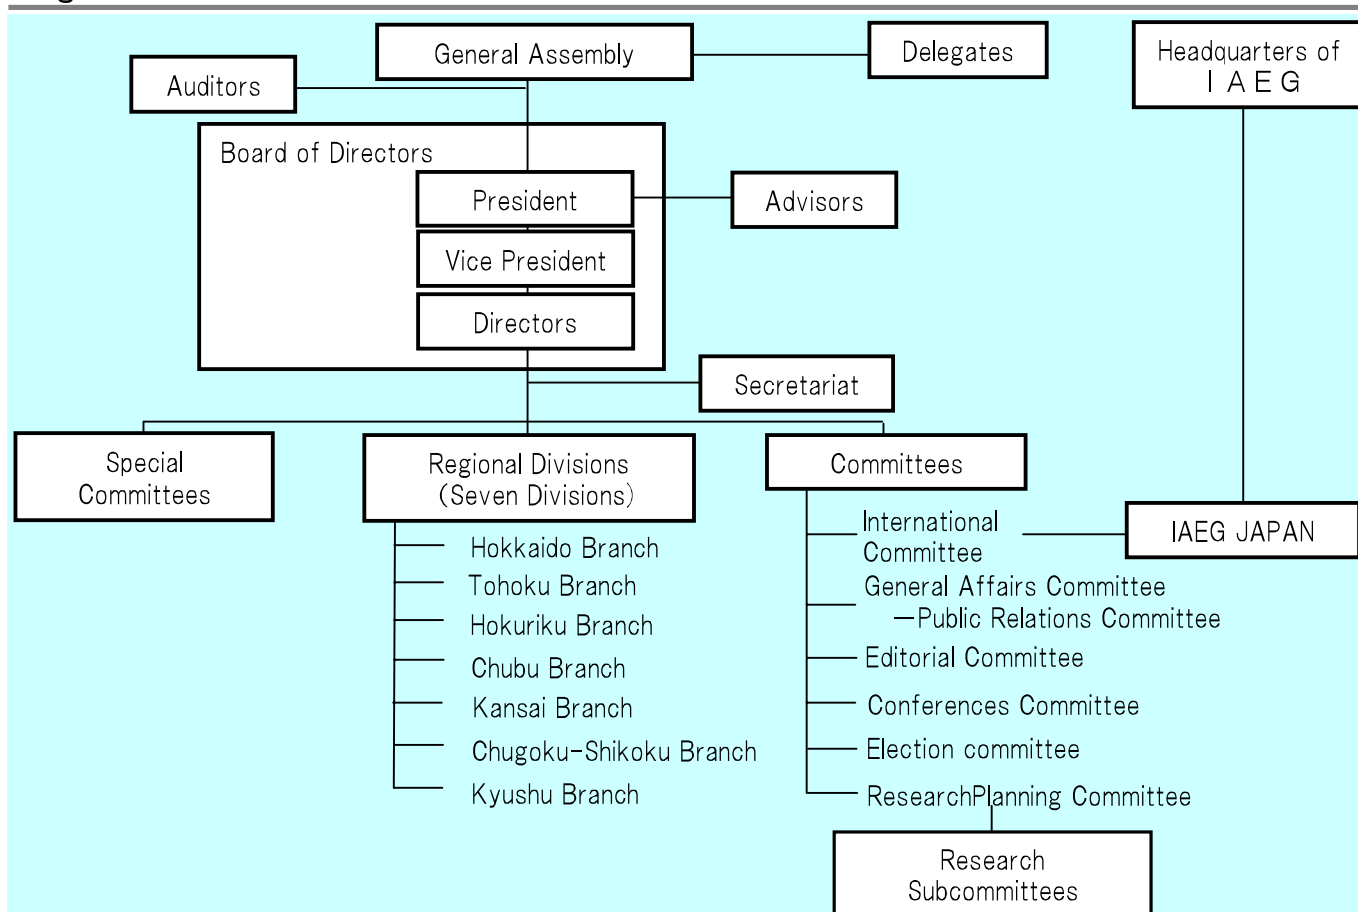 General Assembly
Delegates
Headquarters of
I A E G
Auditors
Board of Directors
President
Advisors
Vice President
Directors
Secretariat
Special
Committees
Regional Divisions
(Seven Divisions)
Committees
Hokkaido Branch
Tohoku Branch
Hokuriku Branch
Chubu Branch
Kansai Branch
Chugoku-Shikoku Branch
Kyushu Branch
International
Committee
IAEG JAPAN
General Affairs Committee
—Public Relations Committee
Editorial Committee
Conferences Committee
Election committee
ResearchPlanning Committee
Research
Subcommittees